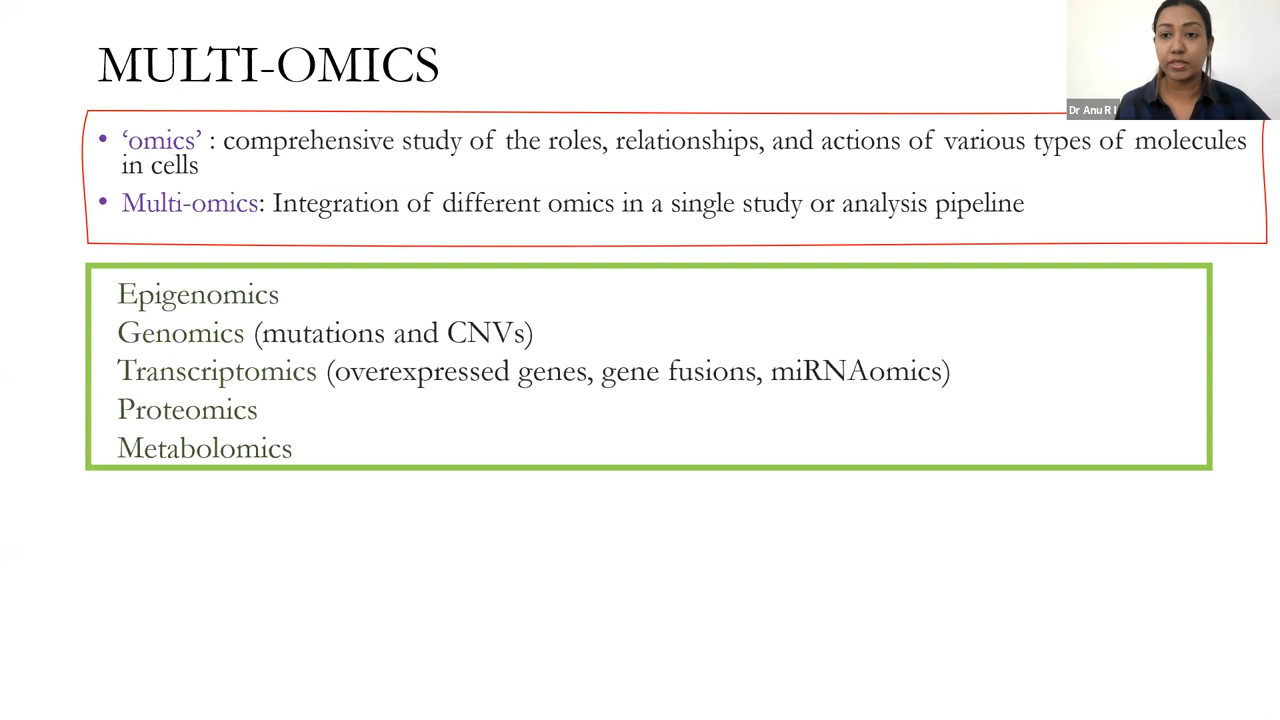 MULTI-OMICS
Dr Anu R I
• ‘omics’ : comprehensive study of the roles, relationships, and actions of various types of molecules
in cells
• Multi-omics: Integration of different omics in a single study or analysis pipeline
Epigenomics
Genomics (mutations and CNVs)
Transcriptomics (overexpressed genes, gene fusions, miRNAomics)
Proteomics
Metabolomics